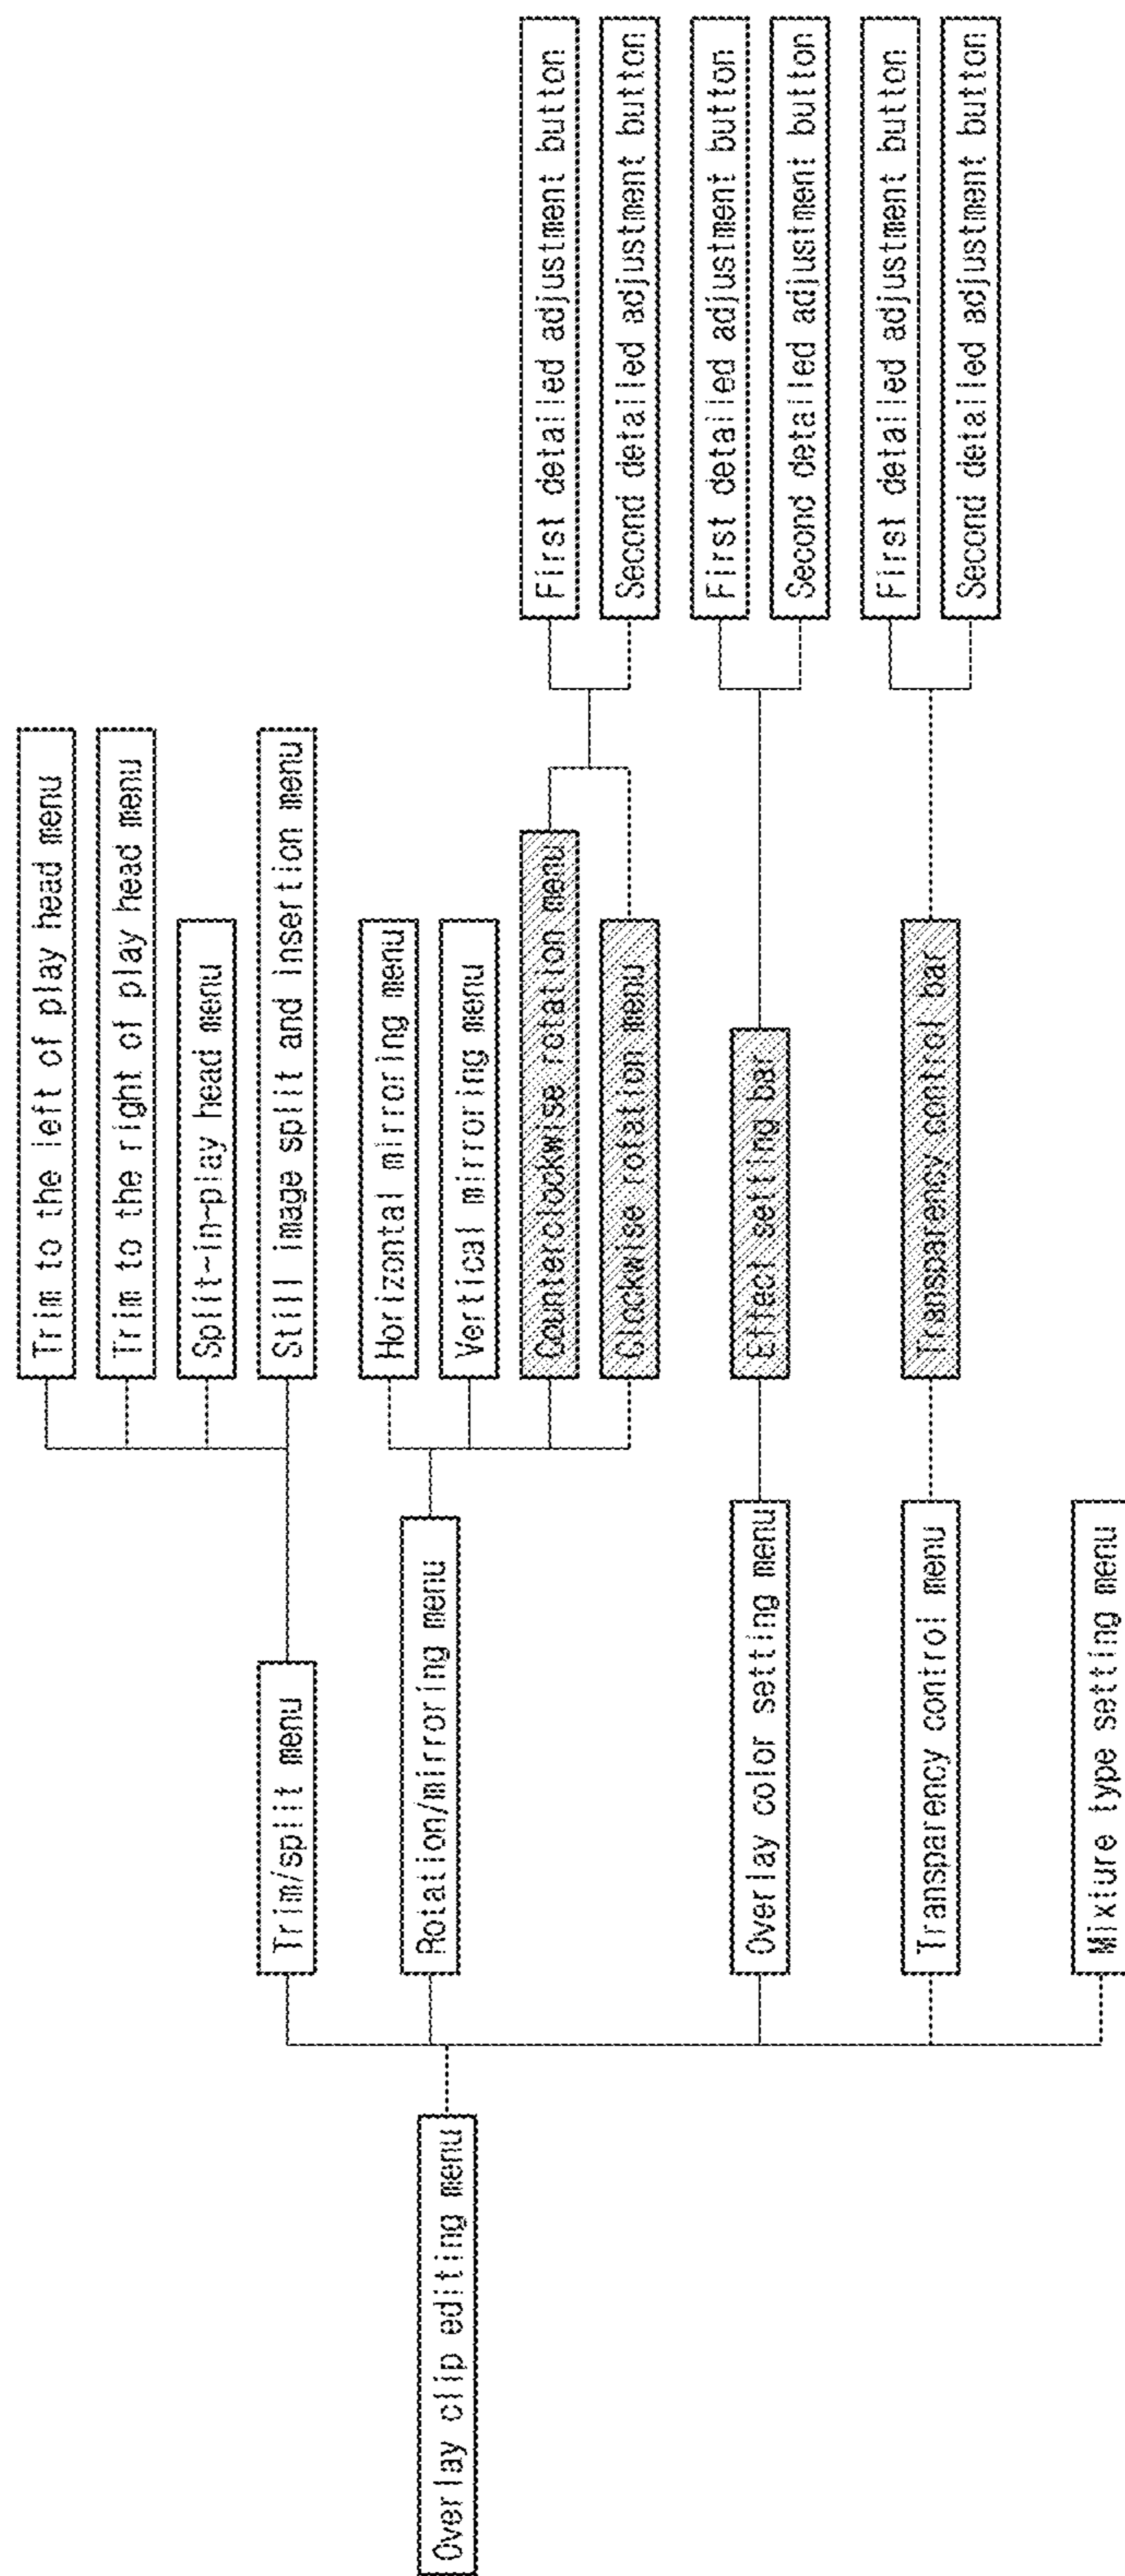 Overlay clip editing menu
Trim/split menu
Trim to the left of play head menu
Trim to the right of play head menu
Split-in-play head menu
Still image split and insertion menu
Rotation/mirroring menu
Horizontal mirroring menu
Vertical mirroring menu
Counterclockwise rotation menu
Clockwise rotation menu
First detailed adjustment button
Second detailed adjustment button
Overlay color setting menu
Effect setting bar
First detailed adjustment button
Second detailed adjustment button
Transparency control menu
Transparency control bar
First detailed adjustment button
Second detailed adjustment button
Mixture type setting menu